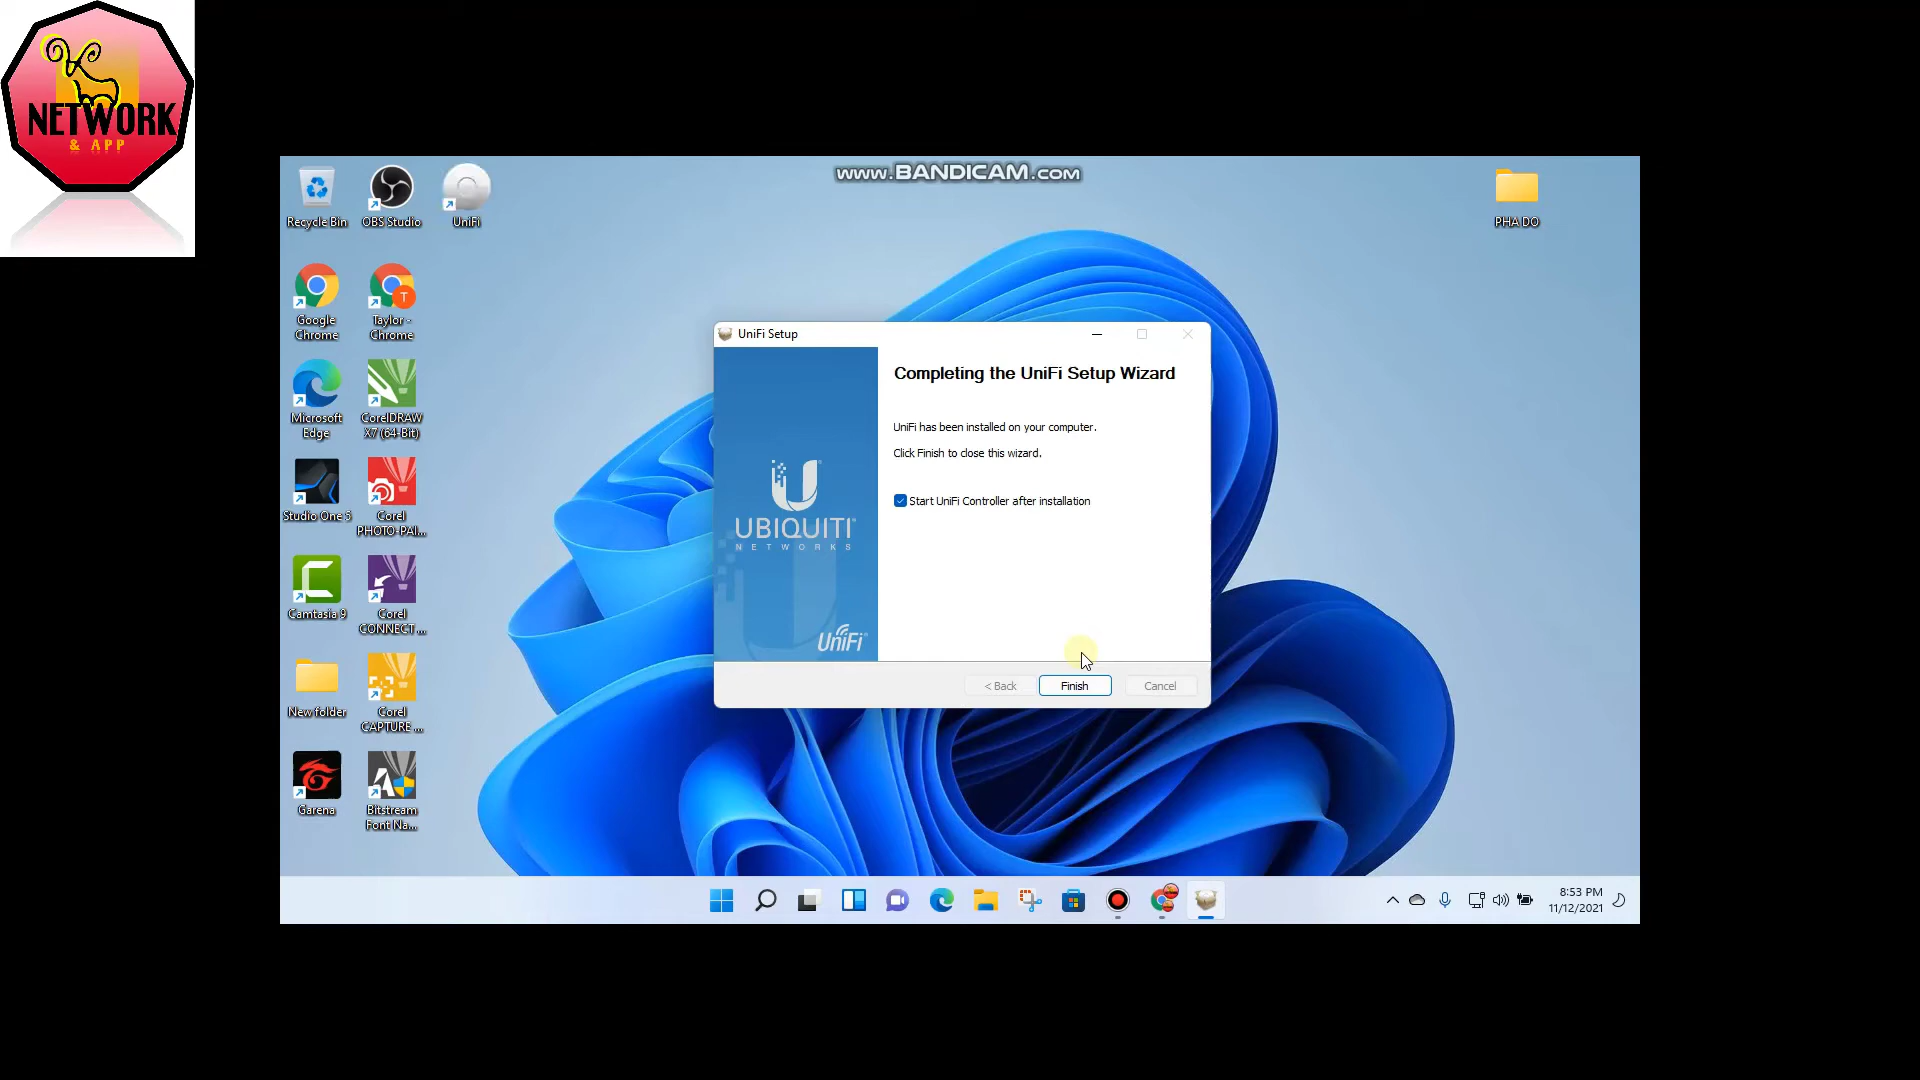 NETWORK
& APP
www.BANDICAM.com
Recycle Bin
OBS Studio
UniFi
PHA DO
Google
Chrome
T
Taylor -
Chrome
Microsoft
Edge
CorelDRAW
X7 (64-Bit)
Studio One 5
Corel
PHOTO-PAI...
Camtasia 9
Corel
CONNECT ...
New folder
Corel
CAPTURE ...
Garena
Bitstream
Font Na...
UniFi Setup
Completing the UniFi Setup Wizard
UniFi has been installed on your computer.
Click Finish to close this wizard.
Start UniFi Controller after installation
UBIQUITI
NETWORKS
UniFi
< Back
Finish
Cancel
8:53 PM
11/12/2021